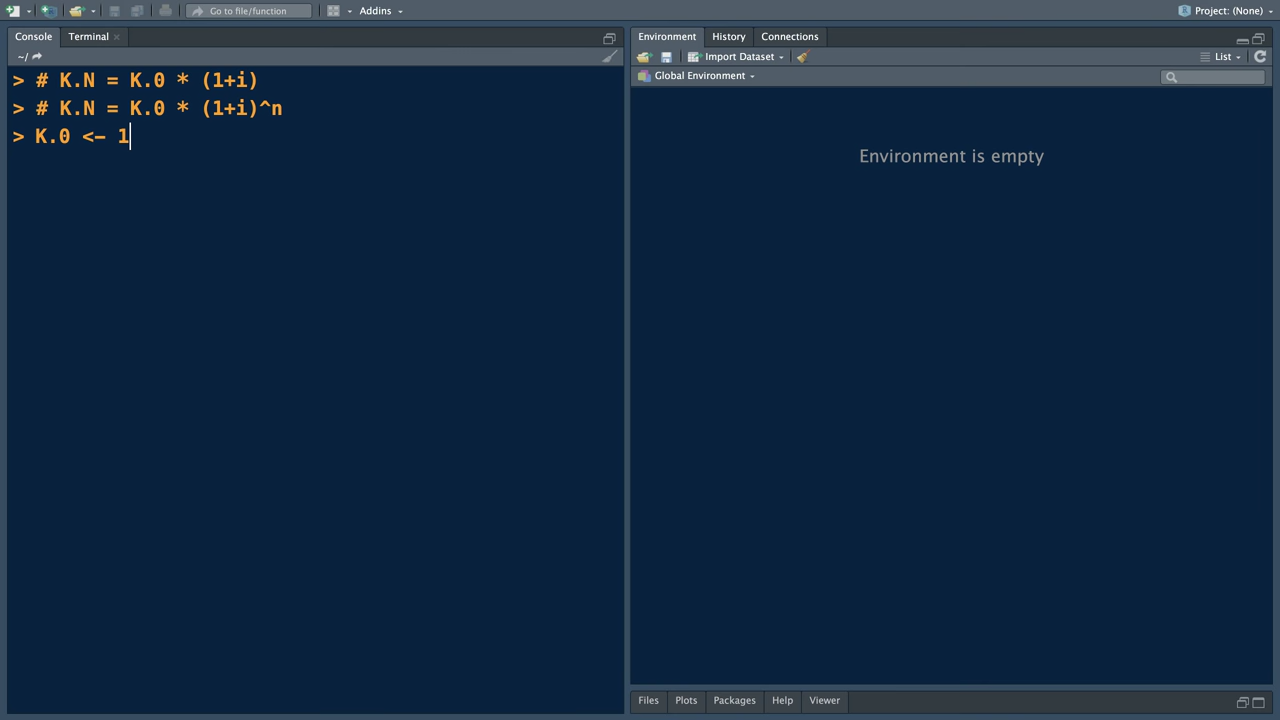 Go to file/function
Addins
Project: (None)
Console
Terminal
~/
> # K.N = K.0 * (1+i)
> # K.N = K.0 * (1+i)^n
> K.0 <- 1
Environment
History
Connections
Import Dataset
List
Global Environment
Environment is empty
Files
Plots
Packages
Help
Viewer